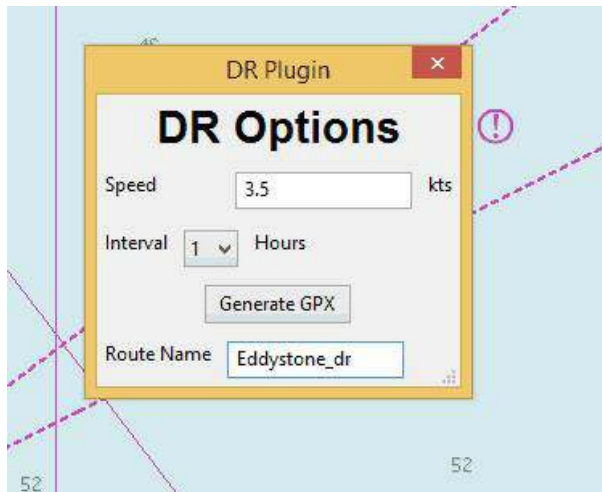 DR Plugin
DR Options
Speed 3.5 kts
Interval 1 Hours
Generate GPX
Route Name Eddystone_dr
52
52